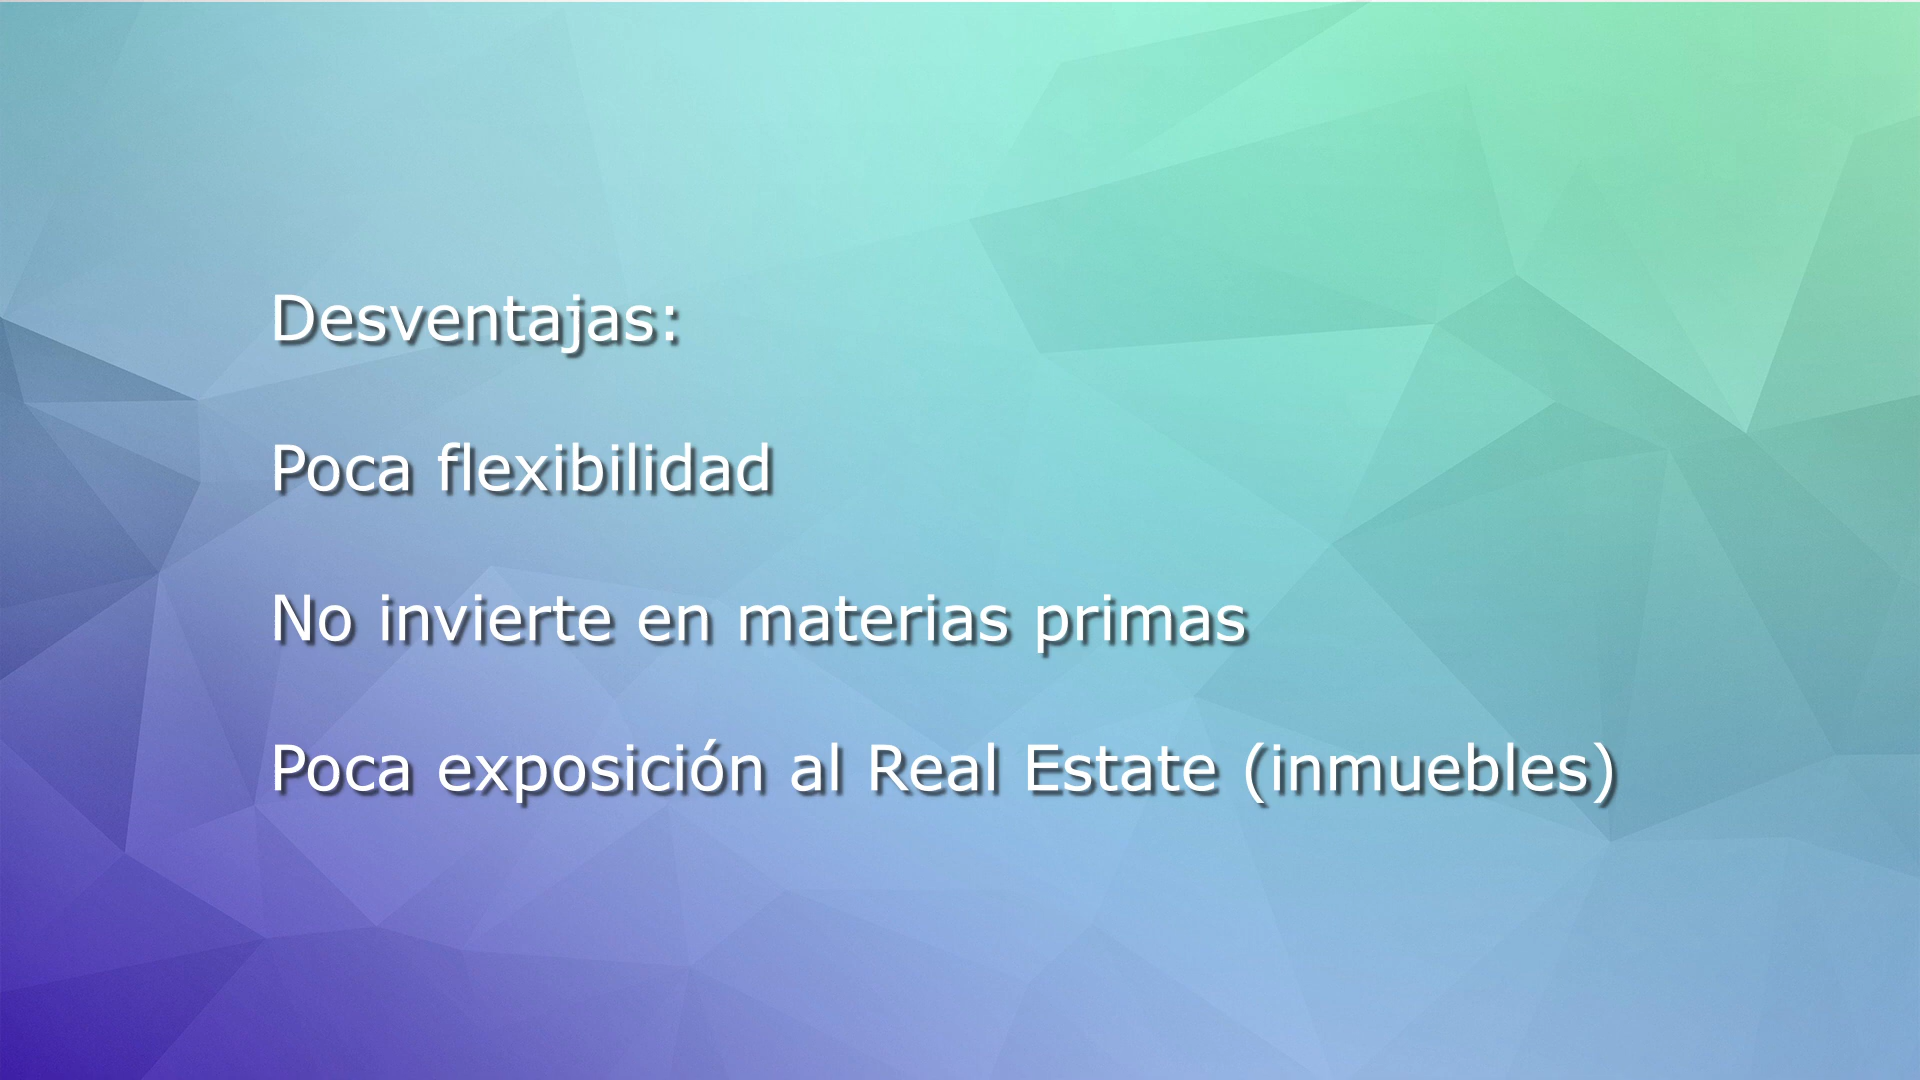 Desventajas:
Poca flexibilidad
No invierte en materias primas
Poca exposición al Real Estate (inmuebles)